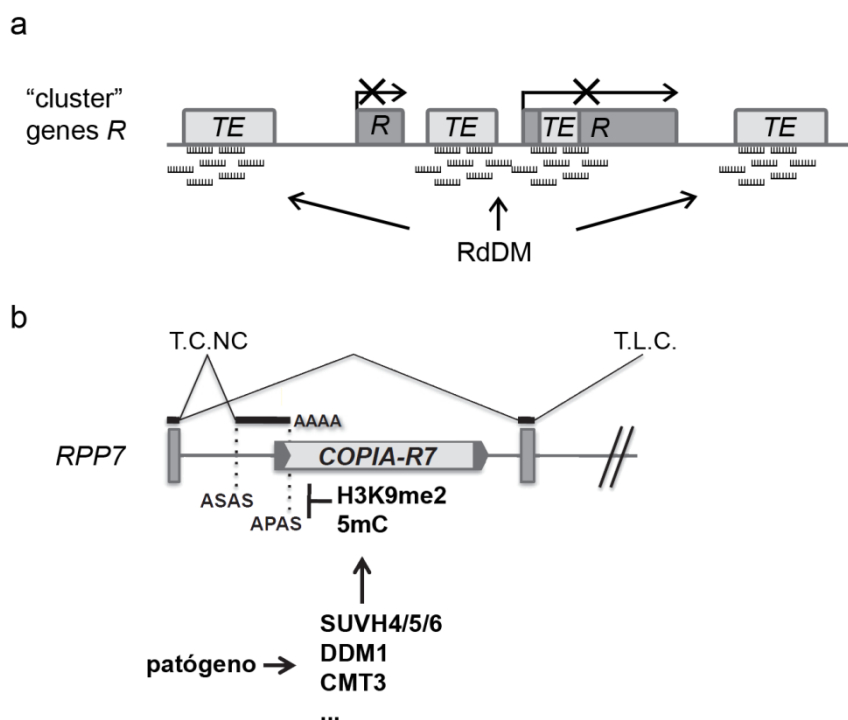 a
"cluster"
genes R
TE
R
TE
TE
R
TE
RdDM
b
T.C.NC
T.L.C.
AAAA
RPP7
COPIA-R7
ASAS
APAS
H3K9me2
5mC
SUVH4/5/6
patógeno
DDM1
CMT3
...